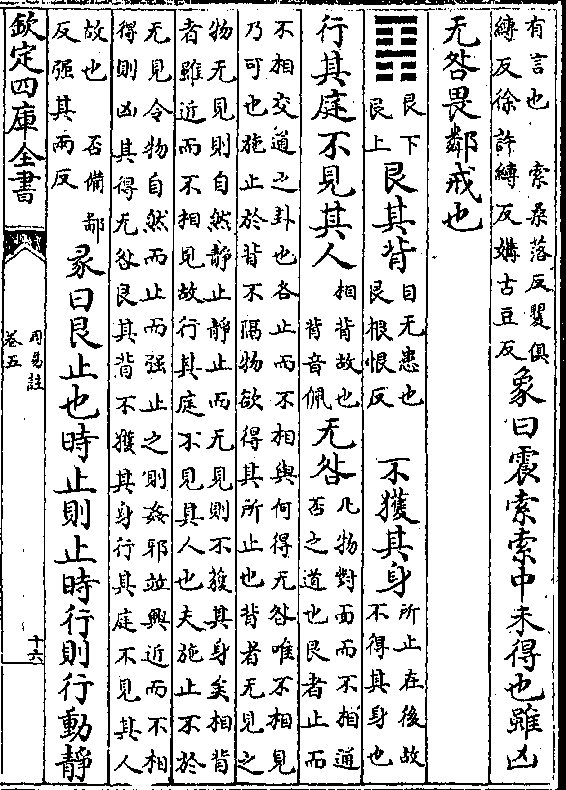 有言也 索桑落反矍俱
縛反徐許縛反媾古豆反
象曰震索索中未得也雖凶
无咎畏鄰戒也
䷳
艮下
艮上
艮其背
目无患也
艮根恨反
不獲其身
所止在後故
不得其身也
行其庭不見其人
相背故也
背音佩
无咎
凡物對面而不相通
否之道也艮者止而
不相交道之卦也各止而不相與何得无咎唯不相見
乃可也施止於背不隔物欲得其所止也背者无見之
物无見則自然静止静止而无見則不獲其身矣相背
者雖近而不相見故行其庭不見其人也夫施止不於
无見令物自然而止而强止之則姦邪並興近而不相
得則凶其得无咎艮其背不獲其身行其庭不見其人
故也 否備鄙
反强其兩反
彖曰艮止也時止則止時行則行動静
欽定四庫全書
周易註
卷五
十六